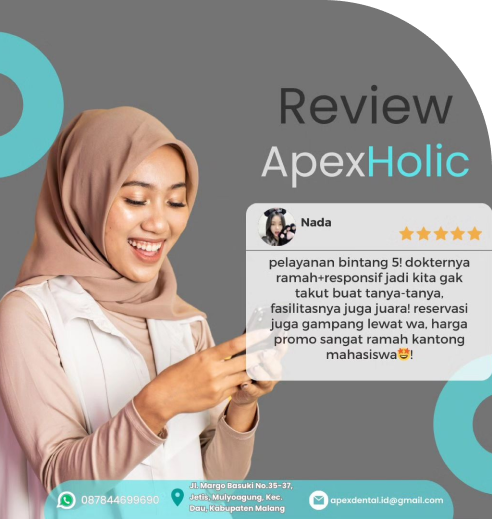 Review
ApexHolic
Nada
pelayanan bintang 5! dokternya
ramah+responsif jadi kita gak
takut buat tanya-tanya,
fasilitasnya juga juara! reservasi
juga gampang lewat wa, harga
promo sangat ramah kantong
mahasiswa😍!
087844699690
Jl. Margo Basuki No.35-37,
Jetis, Mulyoagung, Kec.
Dau, Kabupaten Malang
apexdental.id@gmail.com